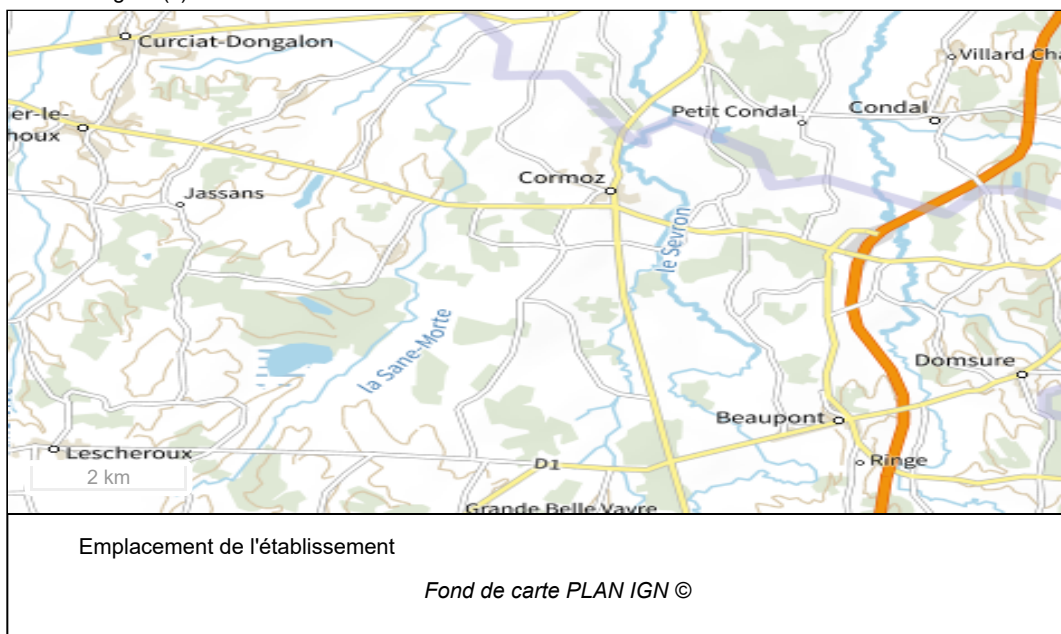 Curciat-Dongalon
Villard Cha
er-le-
houx
Petit Condal
Condal
Cormoz
Jassans
le Sevron
la Sane-Morte
Domsure
Beaupont
Lescheroux
D1
Ringe
2 km
Grande Belle Vavre
Emplacement de l'établissement
Fond de carte PLAN IGN ©